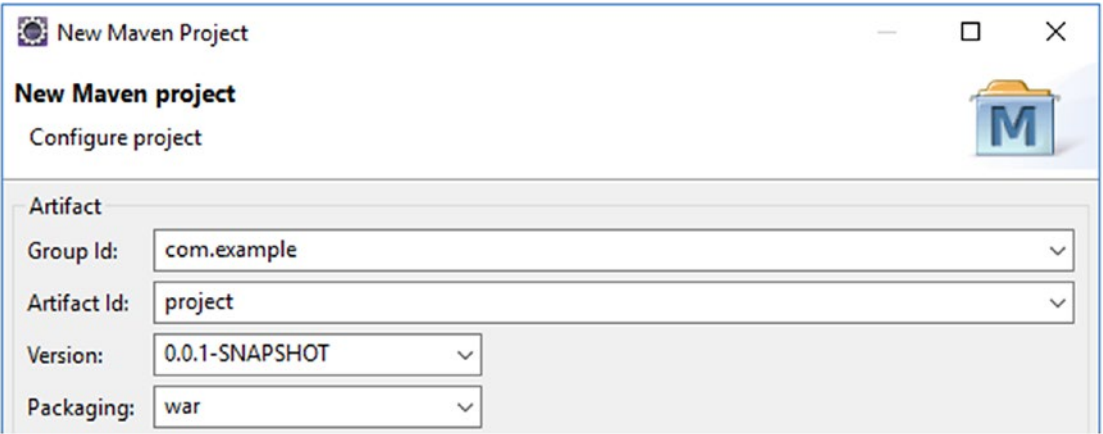 New Maven Project
New Maven project
Configure project
M
Artifact
Group Id: com.example
Artifact Id: project
Version: 0.0.1-SNAPSHOT
Packaging: war